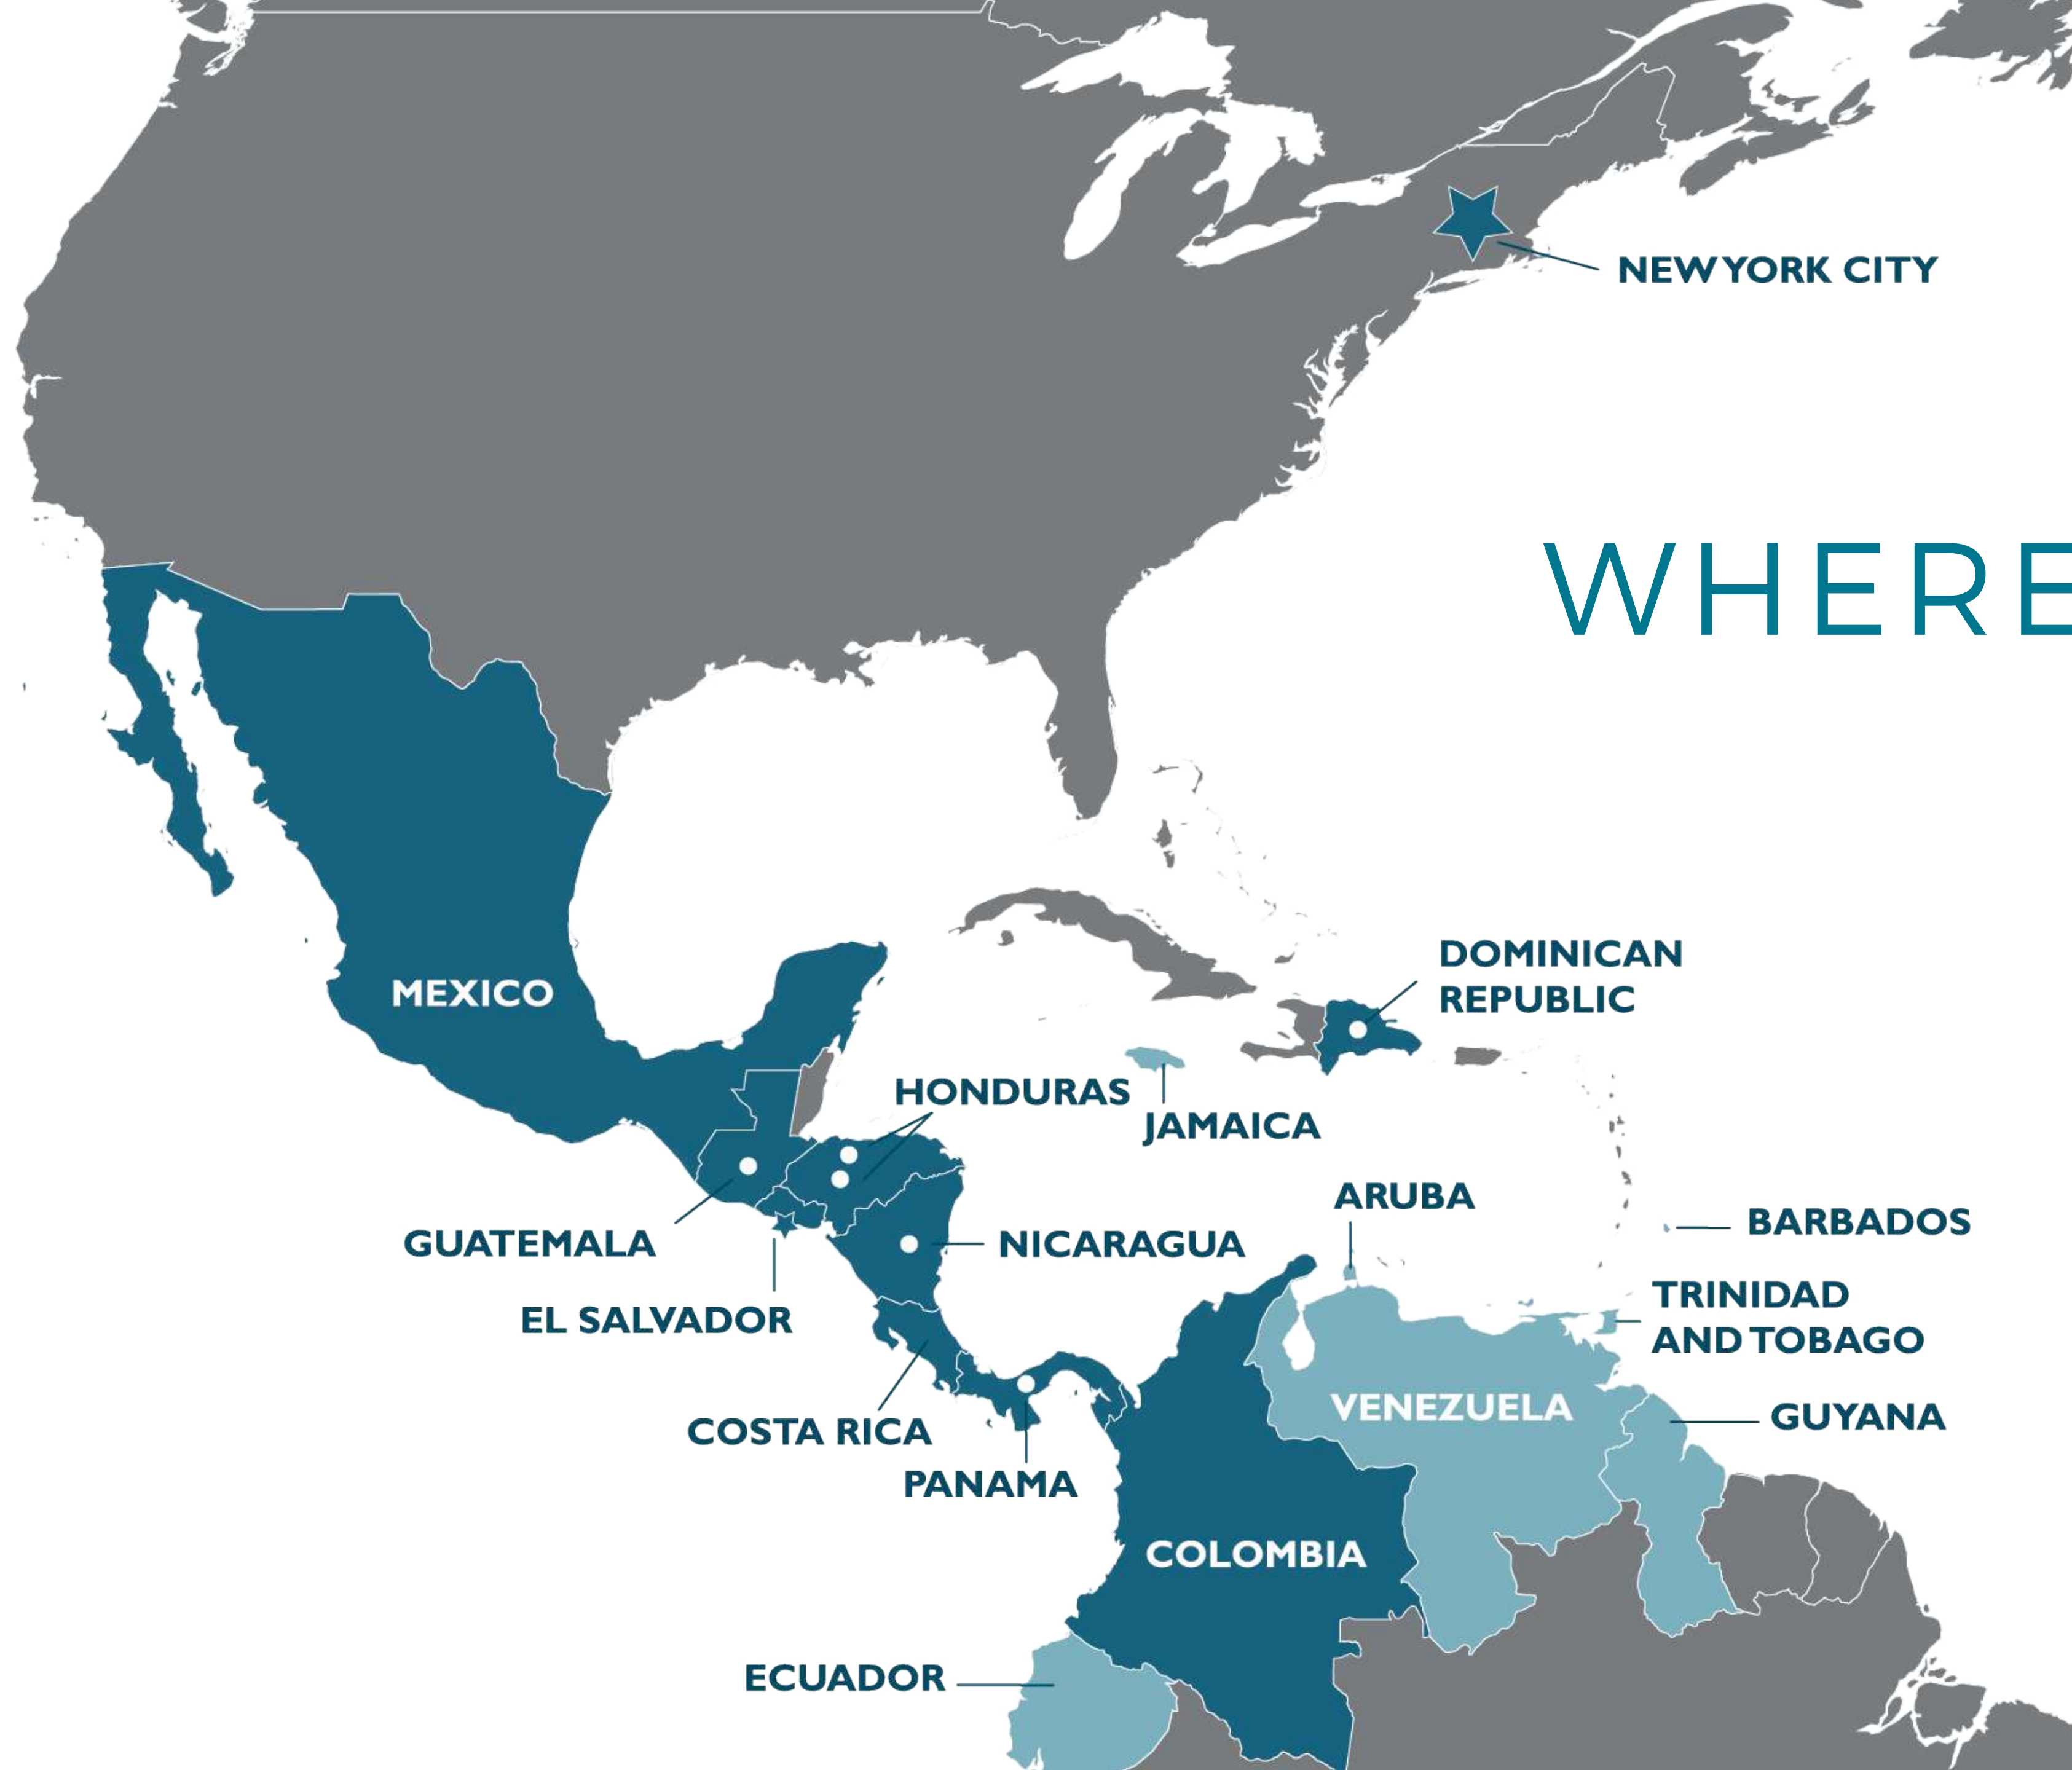 NEW YORK CITY
WHERE
DOMINICAN
REPUBLIC
MEXICO
HONDURAS
JAMAICA
ARUBA
BARBADOS
GUATEMALA
NICARAGUA
TRINIDAD
AND TOBAGO
EL SALVADOR
VENEZUELA
GUYANA
COSTA RICA
PANAMA
COLOMBIA
ECUADOR